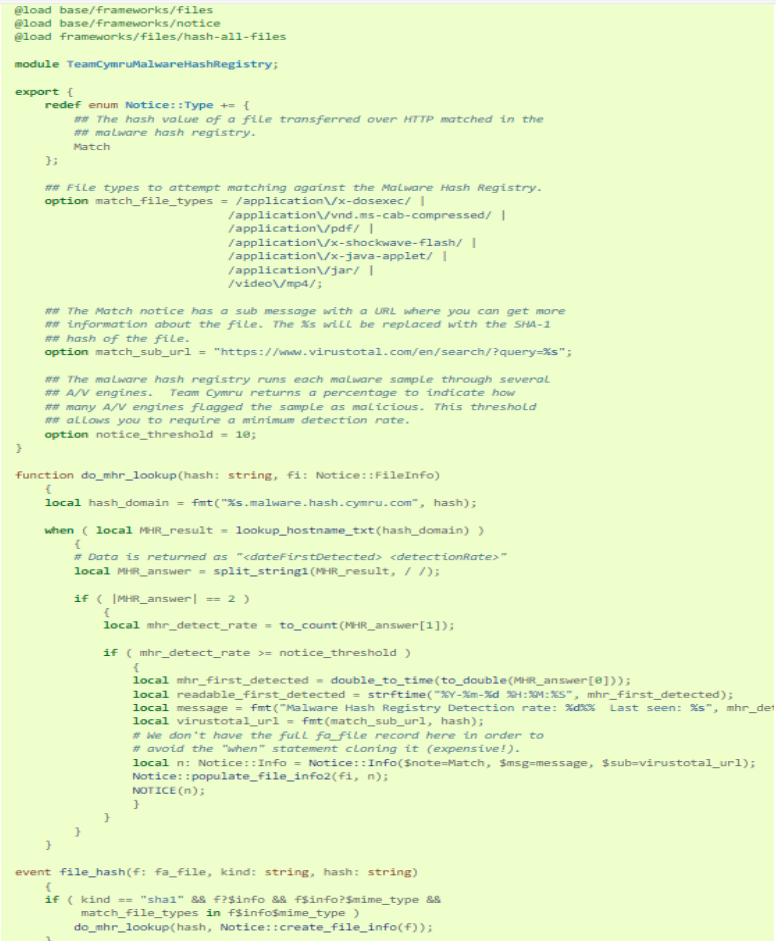 @load base/frameworks/files
@load base/frameworks/notice
@load frameworks/files/hash-all-files

module TeamCymruMalwareHashRegistry;

export {
    redef enum Notice::Type += {
        ## The hash value of a file transferred over HTTP matched in the
        ## malware hash registry.
        Match
    };

    ## File types to attempt matching against the Malware Hash Registry.
    option match_file_types = /application\/x-dosexec/ |
                             /application\/vnd.ms-cab-compressed/ |
                             /application\/pdf/ |
                             /application\/x-shockwave-flash/ |
                             /application\/x-java-applet/ |
                             /application\/jar/ |
                             /video\/mp4/;

    ## The Match notice has a sub message with a URL where you can get more
    ## information about the file. The %s will be replaced with the SHA-1
    ## hash of the file.
    option match_sub_url = "https://www.virustotal.com/en/search/?query=%s";

    ## The malware hash registry runs each malware sample through several
    ## A/V engines.  Team Cymru returns a percentage to indicate how
    ## many A/V engines flagged the sample as malicious. This threshold
    ## allows you to require a minimum detection rate.
    option notice_threshold = 10;
}

function do_mhr_lookup(hash: string, fi: Notice::FileInfo)
    {
    local hash_domain = fmt("%s.malware.hash.cymru.com", hash);

    when ( local MHR_result = lookup_hostname_txt(hash_domain) )
        {
        # Data is returned as "<dateFirstDetected> <detectionRate>"
        local MHR_answer = split_string1(MHR_result, / /);

        if ( |MHR_answer| == 2 )
            {
            local mhr_detect_rate = to_count(MHR_answer[1]);

            if ( mhr_detect_rate >= notice_threshold )
                {
                local mhr_first_detected = double_to_time(to_double(MHR_answer[0]));
                local readable_first_detected = strftime("%Y-%m-%d %H:%M:%S", mhr_first_detected);
                local message = fmt("Malware Hash Registry Detection rate: %d%%  Last seen: %s", mhr_det
                local virustotal_url = fmt(match_sub_url, hash);
                # We don't have the full fa_file record here in order to
                # avoid the "when" statement cloning it (expensive!).
                local n: Notice::Info = Notice::Info($note=Match, $msg=message, $sub=virustotal_url);
                Notice::populate_file_info2(fi, n);
                NOTICE(n);
                }
            }
        }
    }

event file_hash(f: fa_file, kind: string, hash: string)
    {
    if ( kind == "sha1" && f?$info && f$info?$mime_type &&
         match_file_types in f$info$mime_type )
        do_mhr_lookup(hash, Notice::create_file_info(f));
    }